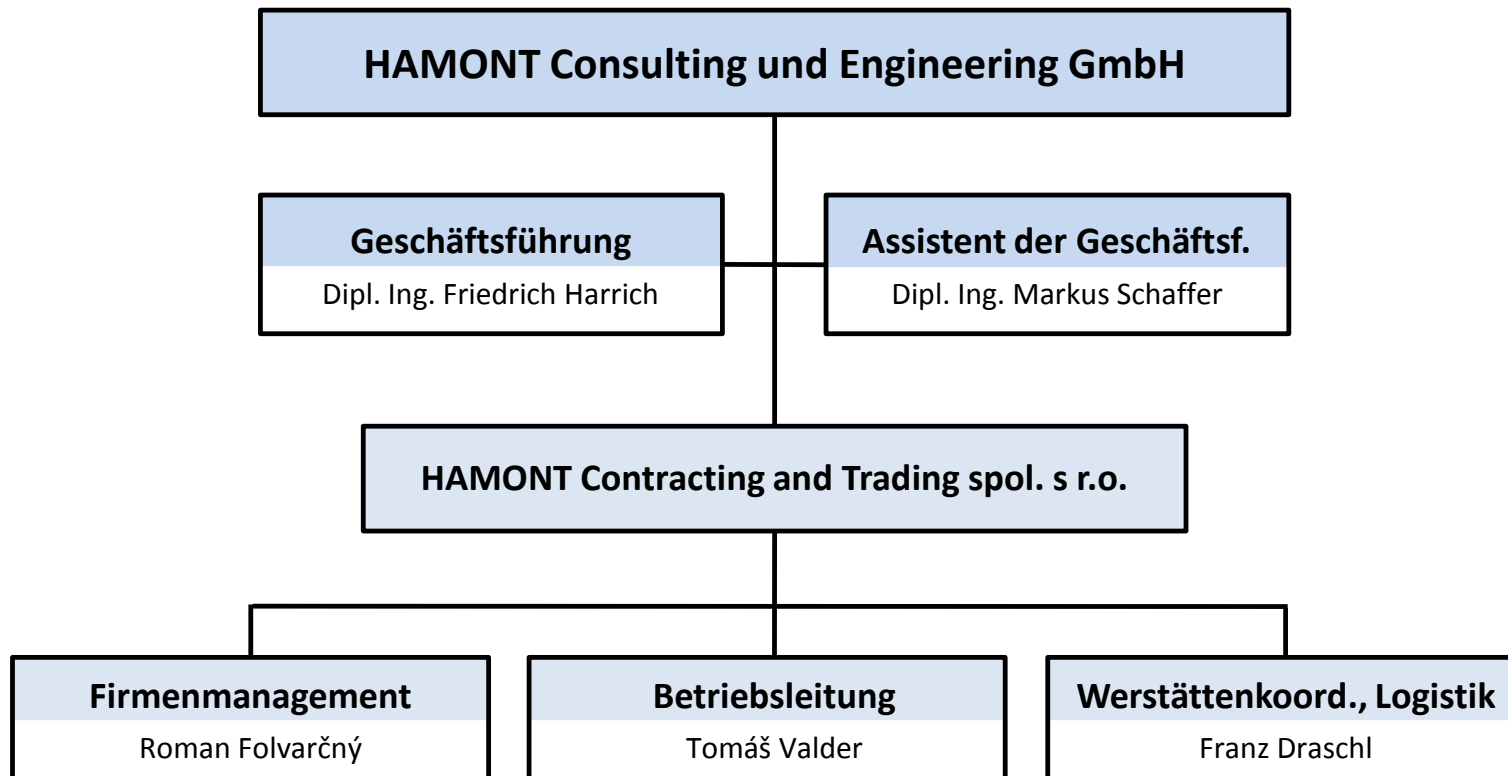 HAMONT Consulting und Engineering GmbH
Geschäftsführung
Dipl. Ing. Friedrich Harrich
Assistent der Geschäftsf.
Dipl. Ing. Markus Schaffer
HAMONT Contracting and Trading spol. s r.o.
Firmenmanagement
Roman Folvarčný
Betriebsleitung
Tomáš Valder
Werstättenkoord., Logistik
Franz Draschl